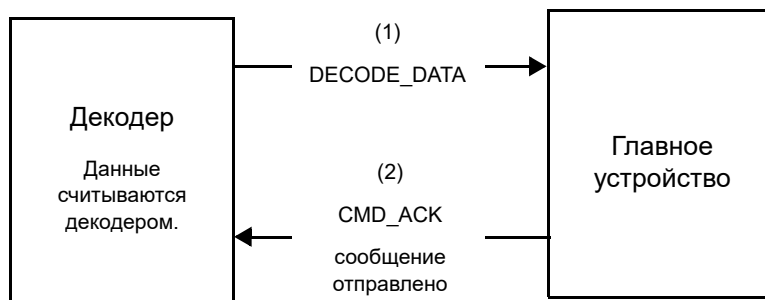 Декодер
Данные
считываются
декодером.
(1)
DECODE_DATA
(2)
CMD_ACK
сообщение
отправлено
Главное
устройство